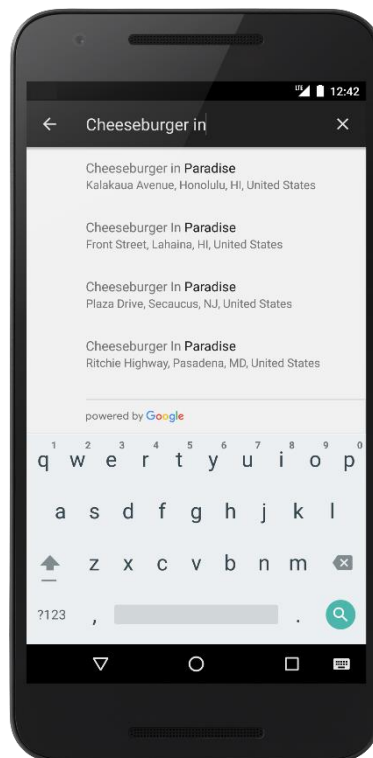 LTE 12:42
Cheeseburger in
Cheeseburger in Paradise
Kalakaua Avenue, Honolulu, HI, United States
Cheeseburger In Paradise
Front Street, Lahaina, HI, United States
Cheeseburger In Paradise
Plaza Drive, Secaucus, NJ, United States
Cheeseburger In Paradise
Ritchie Highway, Pasadena, MD, United States
powered by Google
1 2 3 4 5 6 7 8 9 0
q w e r t y u i o p
a s d f g h j k l
z x c v b n m
?123 , .